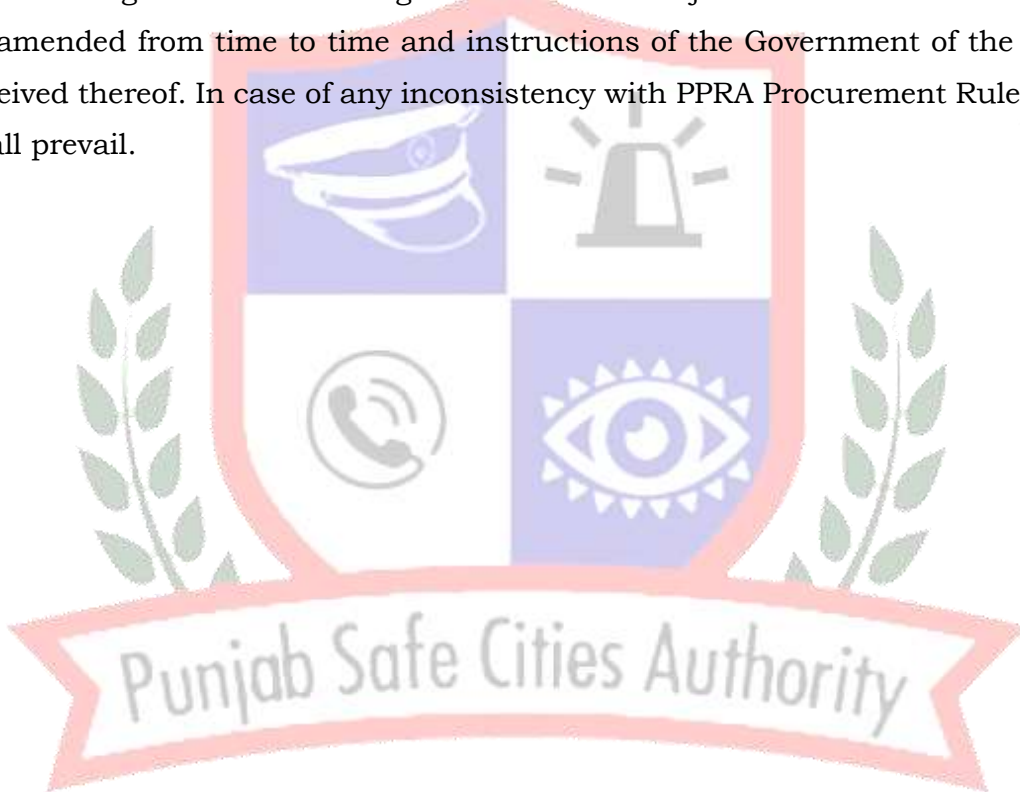 amended from time to time and instructions of the Government of the
eived thereof. In case of any inconsistency with PPRA Procurement Rule
all prevail.
Punjab Safe Cities Authority